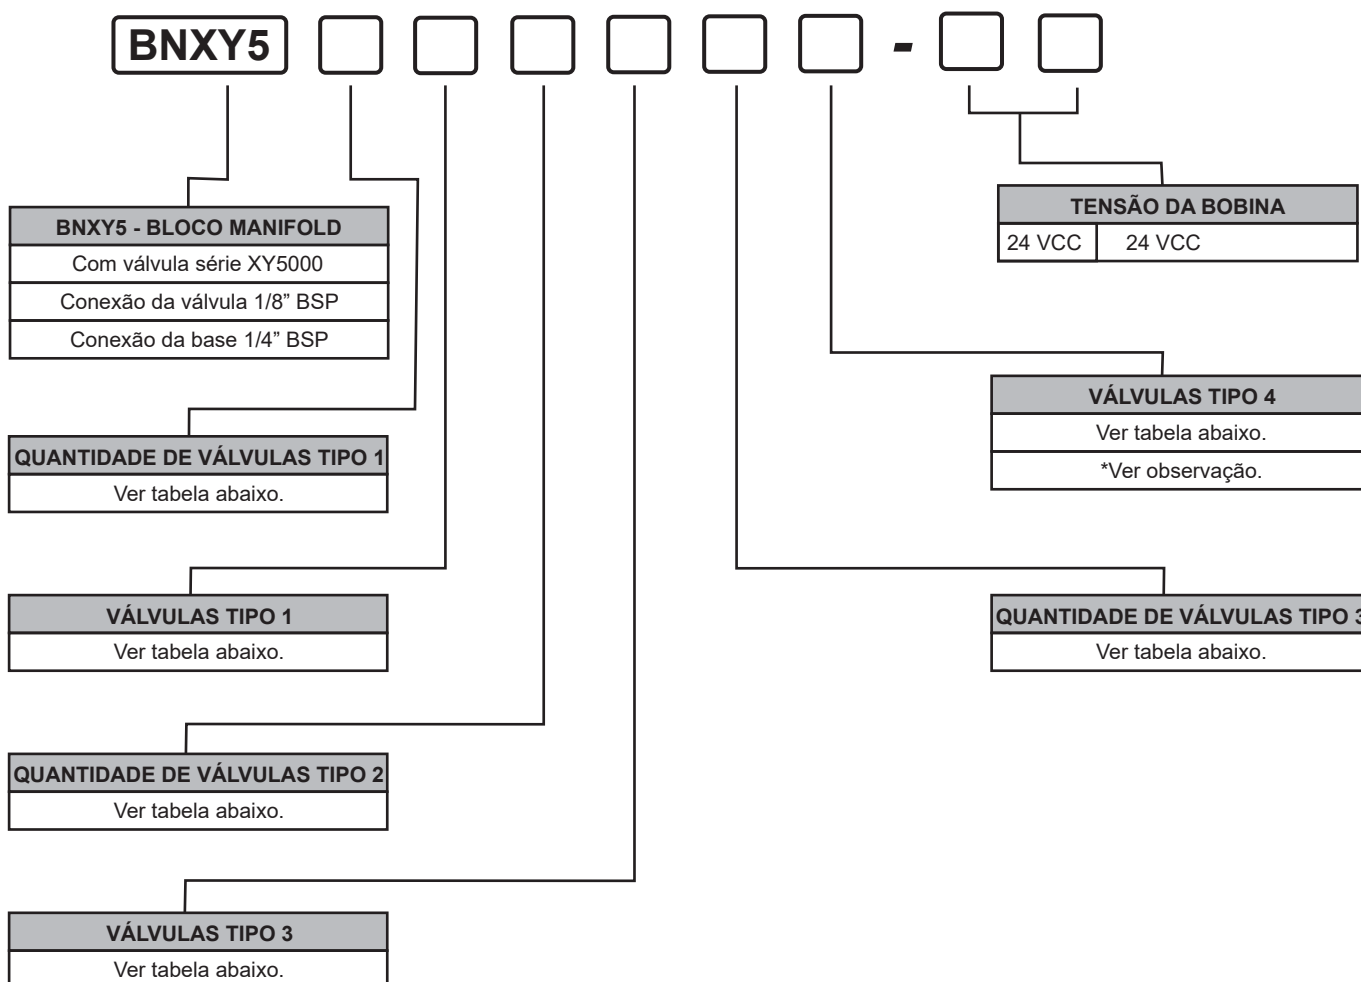 BNXY5 -
BNXY5 - BLOCO MANIFOLD
Com válvula série XY5000
Conexão da válvula 1/8” BSP
Conexão da base 1/4” BSP
QUANTIDADE DE VÁLVULAS TIPO 1
Ver tabela abaixo.
VÁLVULAS TIPO 1
Ver tabela abaixo.
QUANTIDADE DE VÁLVULAS TIPO 2
Ver tabela abaixo.
VÁLVULAS TIPO 3
Ver tabela abaixo.
TENSÃO DA BOBINA
24 VCC 24 VCC
VÁLVULAS TIPO 4
Ver tabela abaixo.
*Ver observação.
QUANTIDADE DE VÁLVULAS TIPO 3
Ver tabela abaixo.